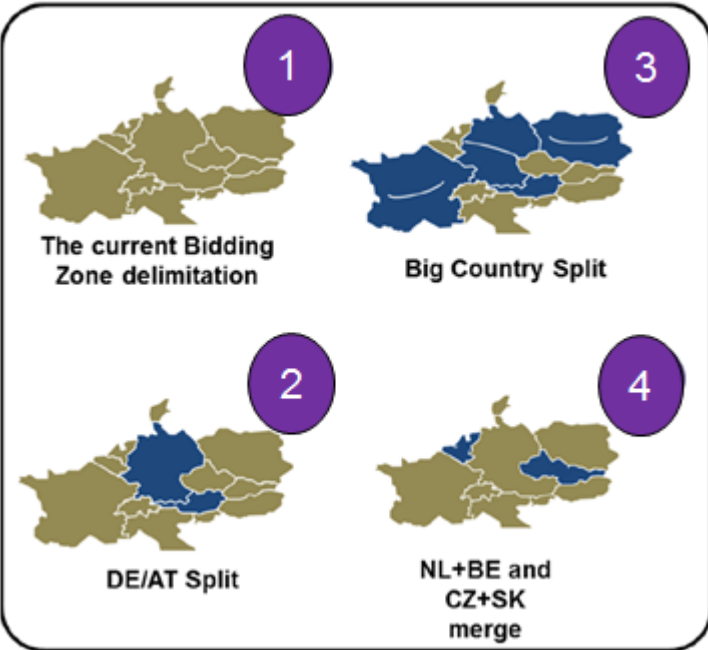 1
The current Bidding
Zone delimitation
3
Big Country Split
2
DE/AT Split
4
NL+BE and
CZ+SK
merge